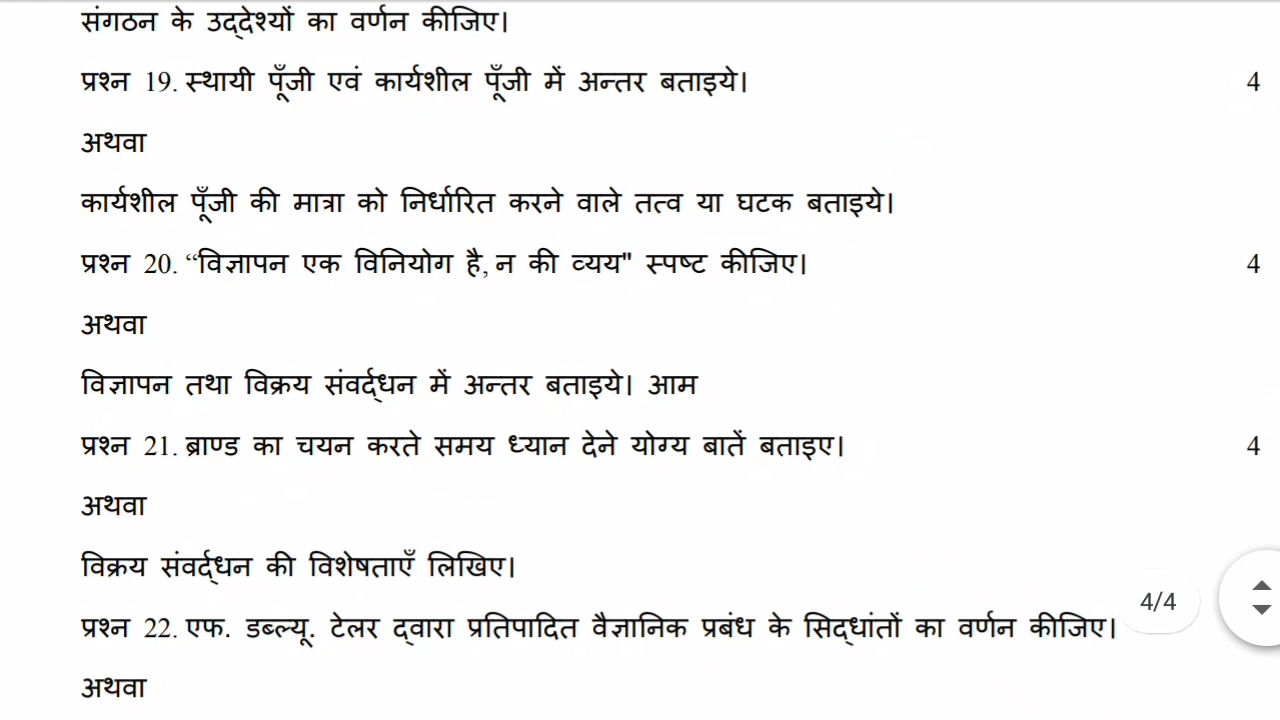 संगठन के उद्देश्यों का वर्णन कीजिए।
प्रश्न 19. स्थायी पूँजी एवं कार्यशील पूँजी में अन्तर बताइये। 4
अथवा
कार्यशील पूँजी की मात्रा को निर्धारित करने वाले तत्व या घटक बताइये।
प्रश्न 20. “विज्ञापन एक विनियोग है, न की व्यय" स्पष्ट कीजिए। 4
अथवा
विज्ञापन तथा विक्रय संवर्द्धन में अन्तर बताइये। आम
प्रश्न 21. ब्राण्ड का चयन करते समय ध्यान देने योग्य बातें बताइए। 4
अथवा
विक्रय संवर्द्धन की विशेषताएँ लिखिए।
4/4
प्रश्न 22. एफ. डब्ल्यू. टेलर द्वारा प्रतिपादित वैज्ञानिक प्रबंध के सिद्धांतों का वर्णन कीजिए।
अथवा